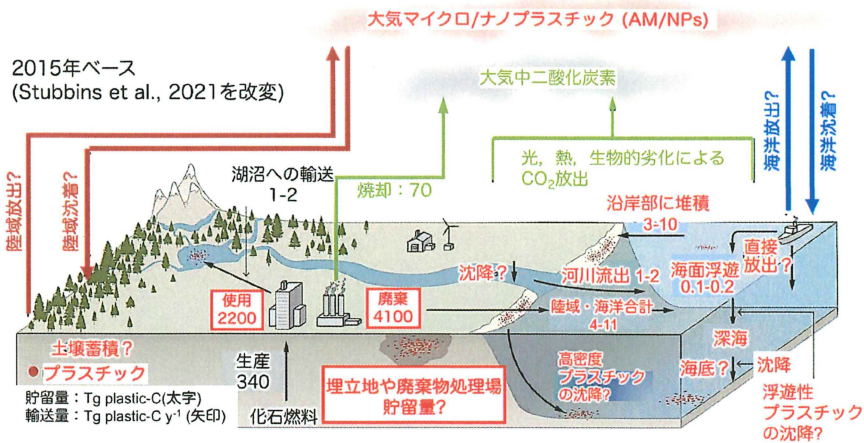 大気マイクロ/ナノプラスチック (AM/NPs)
2015年ベース
(Stubbins et al., 2021を改変)
大気中二酸化炭素
陸域放出?
陸域沈着?
海洋放出?
海洋沈着?
湖沼への輸送
1-2
焼却：70
光，熱，生物的劣化による
CO₂放出
沿岸部に堆積
3-10
直接
放出？
沈降？
河川流出 1-2
海面浮遊
0.1-0.2
使用
2200
廃棄
4100
陸域・海洋合計
4-11
深海
土壌蓄積？
プラスチック
生産
340
高密度
プラスチック
の沈降?
海底？
沈降
埋立地や廃棄物処理場
貯留量?
浮遊性
プラスチック
の沈降?
貯留量：Tg plastic-C(太字)
輸送量：Tg plastic-C y⁻¹ (矢印)
化石燃料